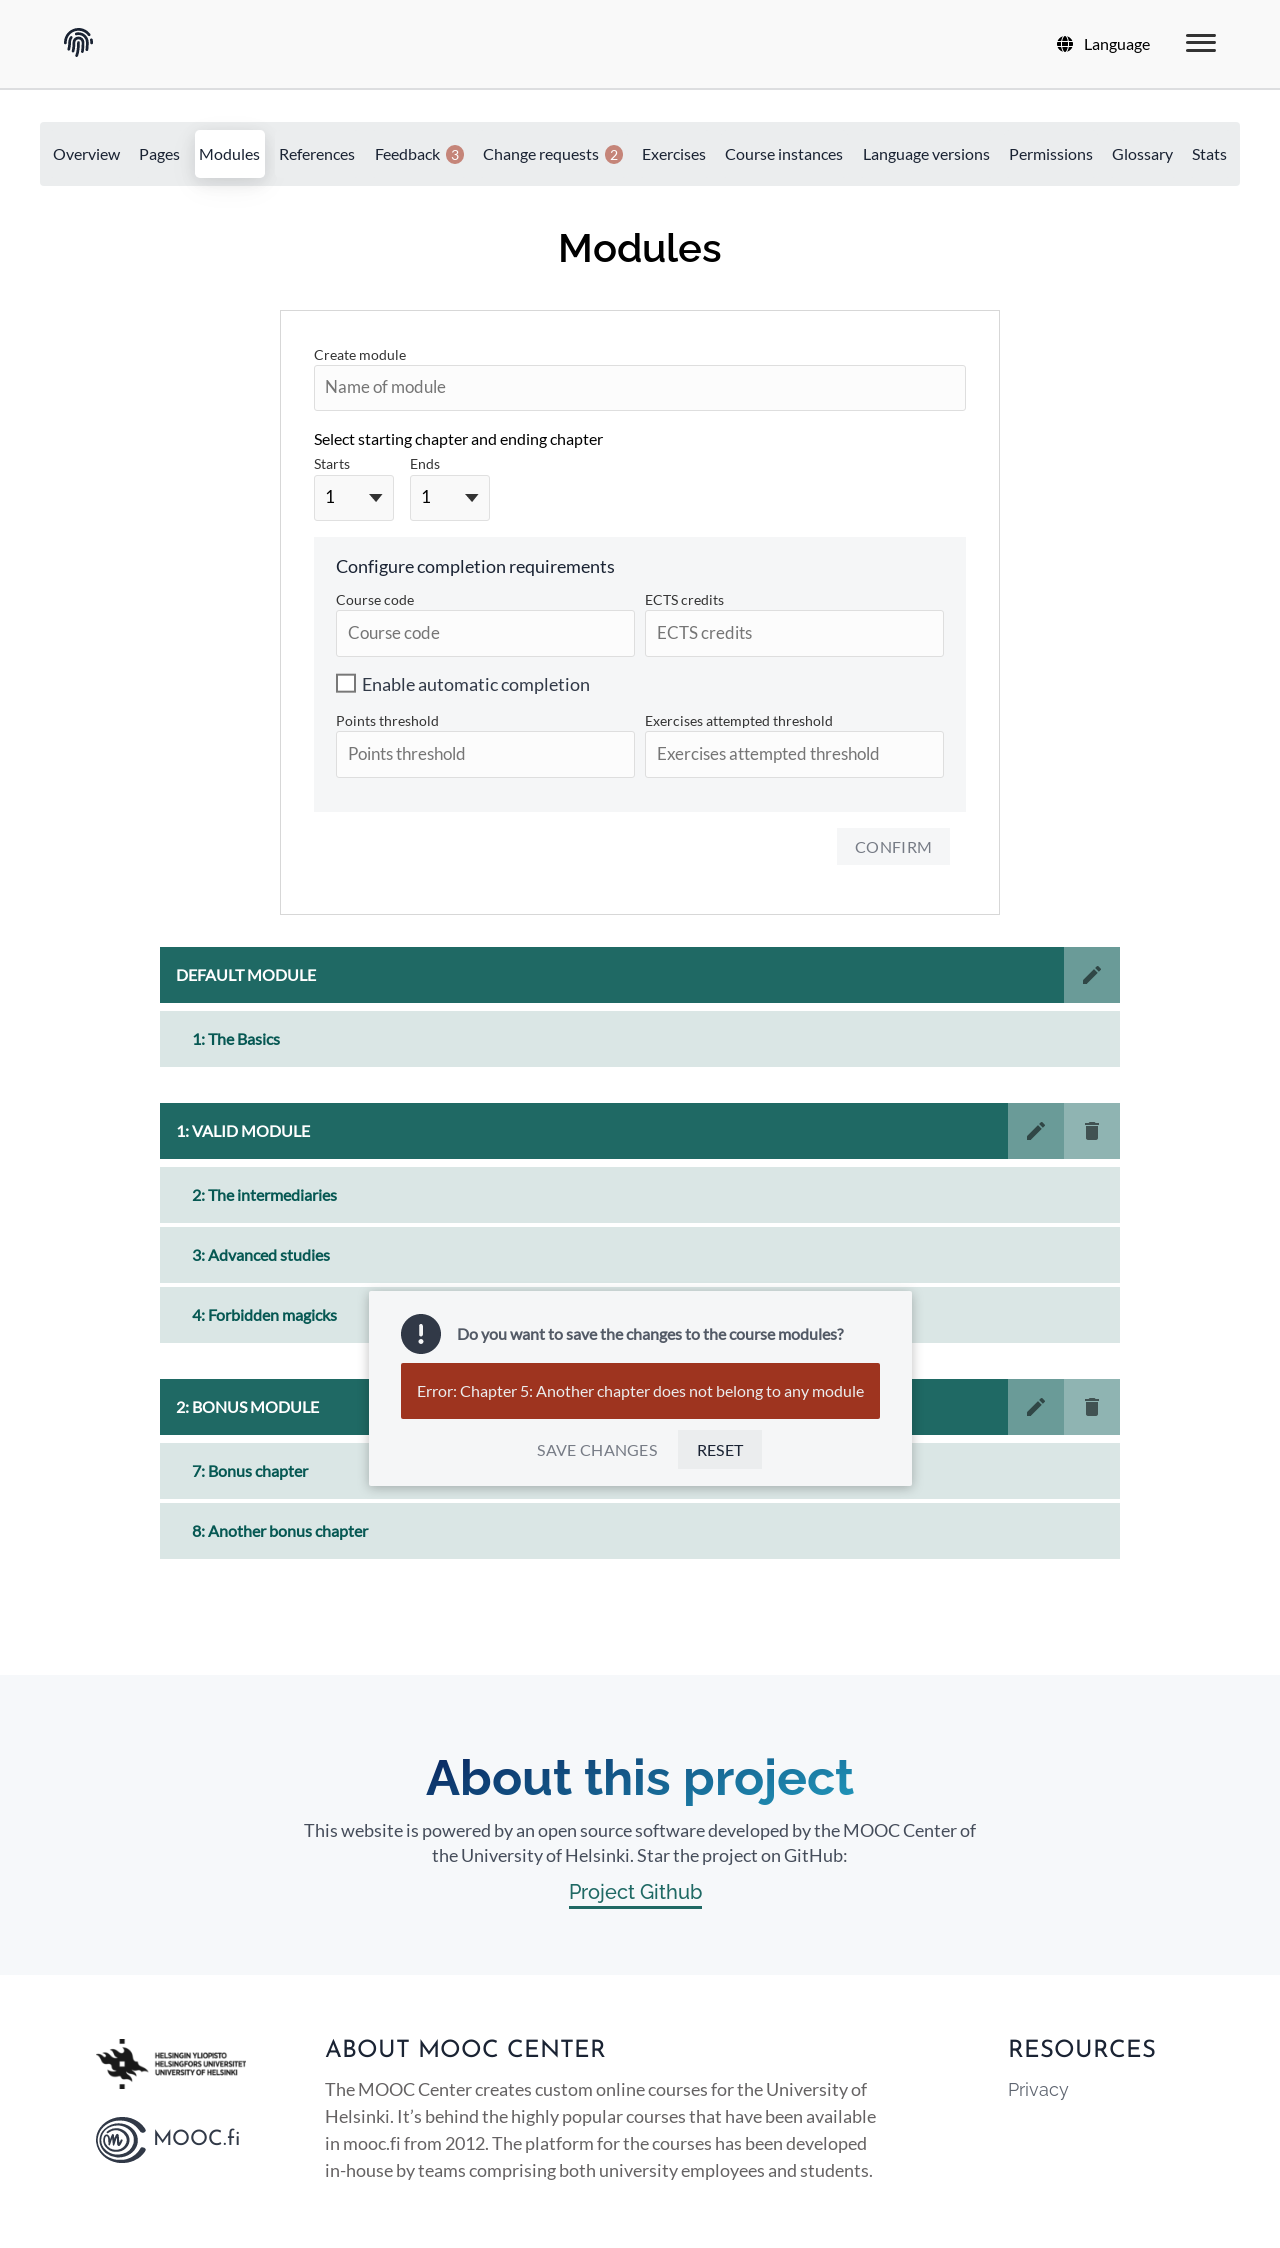 Language
Overview Pages Modules References Feedback 3 Change requests 2 Exercises Course instances Language versions Permissions Glossary Stats
Modules
Create module
Name of module
Select starting chapter and ending chapter
Starts Ends
1 1
Configure completion requirements
Course code ECTS credits
Course code ECTS credits
Enable automatic completion
Points threshold Exercises attempted threshold
Points threshold Exercises attempted threshold
CONFIRM
DEFAULT MODULE
1: The Basics
1: VALID MODULE
2: The intermediaries
3: Advanced studies
4: Forbidden magicks
Do you want to save the changes to the course modules?
Error: Chapter 5: Another chapter does not belong to any module
SAVE CHANGES RESET
2: BONUS MODULE
7: Bonus chapter
8: Another bonus chapter
About this project
This website is powered by an open source software developed by the MOOC Center of
the University of Helsinki. Star the project on GitHub:
Project Github
HELSINGIN YLIOPISTO
HELSINGFORS UNIVERSITET
UNIVERSITY OF HELSINKI
MOOC.fi
ABOUT MOOC CENTER
The MOOC Center creates custom online courses for the University of
Helsinki. It’s behind the highly popular courses that have been available
in mooc.fi from 2012. The platform for the courses has been developed
in-house by teams comprising both university employees and students.
RESOURCES
Privacy